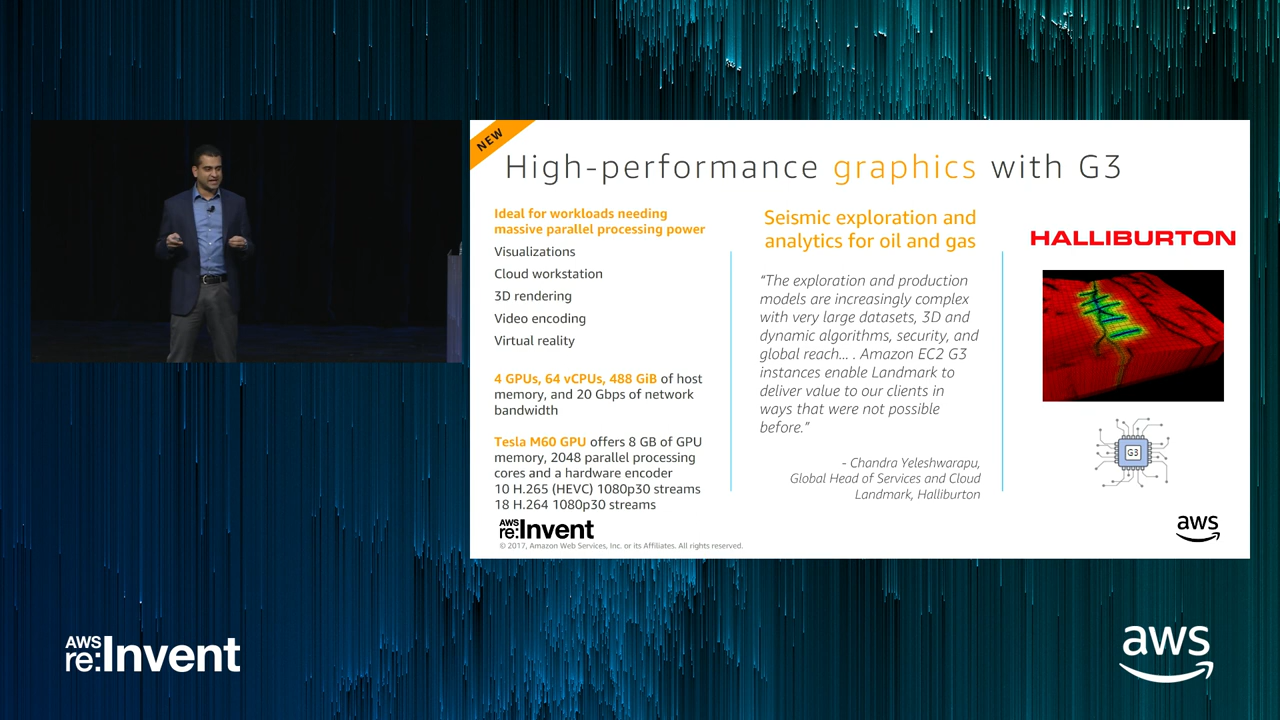 NEW
High-performance graphics with G3
Ideal for workloads needing
massive parallel processing power
Visualizations
Cloud workstation
3D rendering
Video encoding
Virtual reality
4 GPUs, 64 vCPUs, 488 GiB of host
memory, and 20 Gbps of network
bandwidth
Tesla M60 GPU offers 8 GB of GPU
memory, 2048 parallel processing
cores and a hardware encoder
10 H.265 (HEVC) 1080p30 streams
18 H.264 1080p30 streams
Seismic exploration and
analytics for oil and gas
“The exploration and production
models are increasingly complex
with very large datasets, 3D and
dynamic algorithms, security, and
global reach... . Amazon EC2 G3
instances enable Landmark to
deliver value to our clients in
ways that were not possible
before.”
- Chandra Yeleshwarapu,
Global Head of Services and Cloud
Landmark, Halliburton
HALLIBURTON
G3
AWS
re:Invent
© 2017, Amazon Web Services, Inc. or its Affiliates. All rights reserved.
aws
AWS
re:Invent
aws